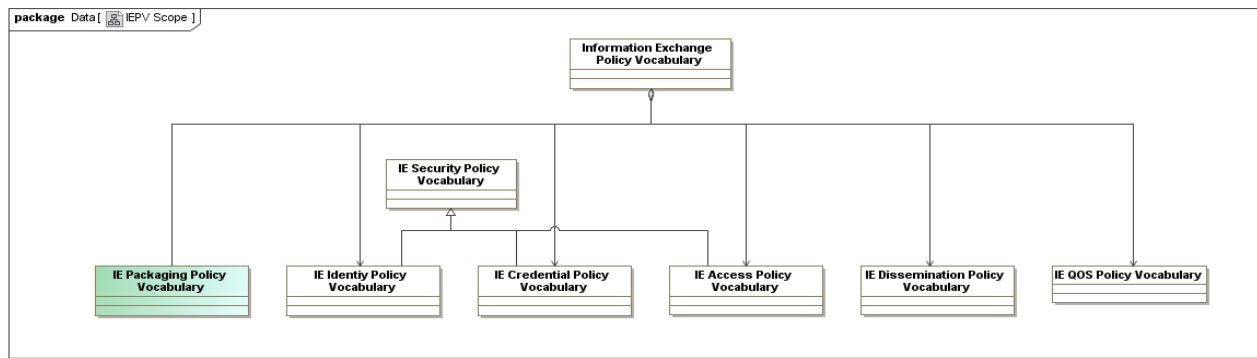 package Data [ IEPV Scope ]
Information Exchange
Policy Vocabulary
IE Security Policy
Vocabulary
IE Packaging Policy
Vocabulary
IE Identiy Policy
Vocabulary
IE Credential Policy
Vocabulary
IE Access Policy
Vocabulary
IE Dissemination Policy
Vocabulary
IE QOS Policy Vocabulary